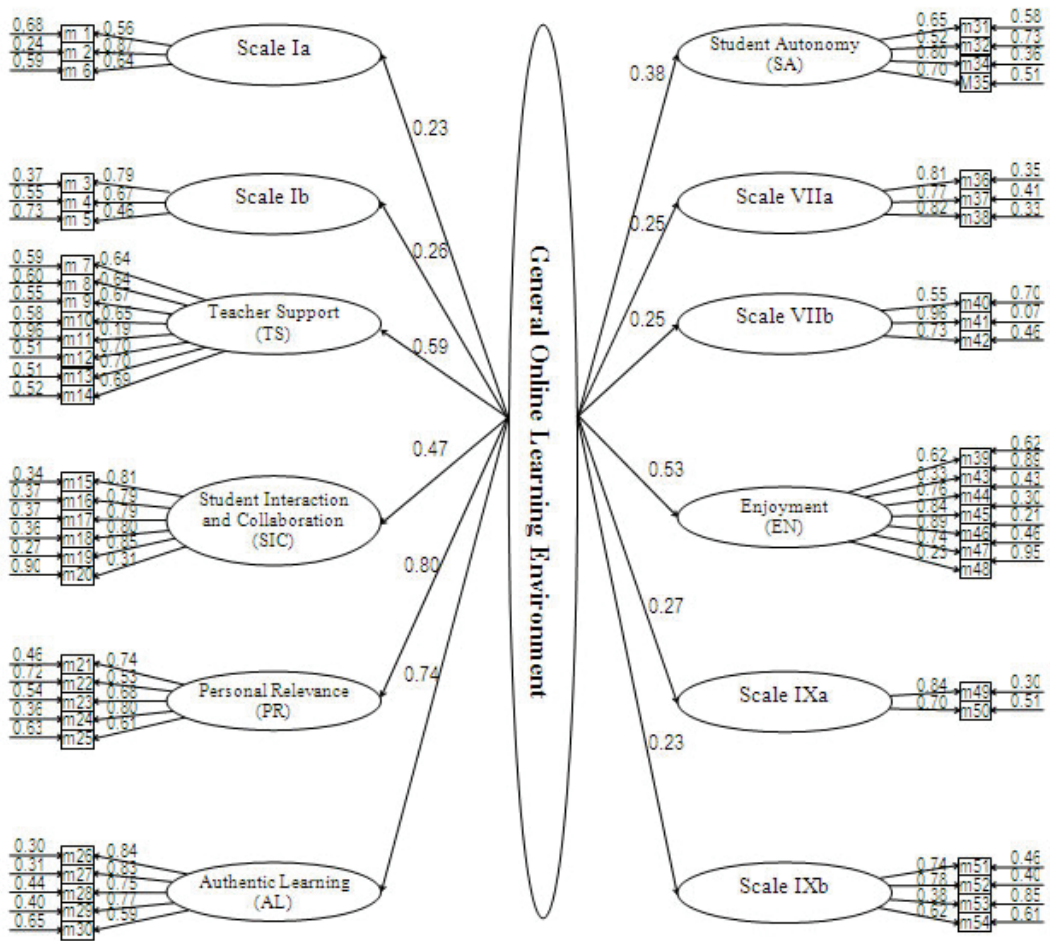 0.68 m 1 0.56
0.24 m 2 0.87
0.59 m 6 0.64
Scale Ia
0.23
0.37 m 3 0.79
0.55 m 4 0.67
0.73 m 5 0.46
Scale Ib
0.26
0.59 m 7 0.64
0.60 m 8 0.64
0.55 m 9 0.67
0.58 m10 0.65
0.96 m11 0.19
0.51 m12 0.70
0.51 m13 0.70
0.52 m14 0.69
Teacher Support
(TS)
0.59
0.34 m15 0.81
0.37 m16 0.79
0.37 m17 0.79
0.36 m18 0.80
0.27 m19 0.85
0.90 m20 0.31
Student Interaction
and Collaboration
(SIC)
0.47
0.46 m21 0.74
0.72 m22 0.53
0.54 m23 0.68
0.36 m24 0.80
0.63 m25 0.61
Personal Relevance
(PR)
0.80
0.30 m26 0.84
0.31 m27 0.83
0.44 m28 0.75
0.40 m29 0.77
0.65 m30 0.59
Authentic Learning
(AL)
0.74
General Online Learning Environment
0.38
Student Autonomy
(SA)
0.65 m31 0.58
0.52 m32 0.73
0.80 m34 0.36
0.70 M35 0.51
0.25
Scale VIIa
0.81 m36 0.35
0.77 m37 0.41
0.82 m38 0.33
0.25
Scale VIIb
0.55 m40 0.70
0.96 m41 0.07
0.73 m42 0.46
0.53
Enjoyment
(EN)
0.62 m39 0.62
0.33 m43 0.89
0.76 m44 0.43
0.84 m45 0.30
0.89 m46 0.21
0.74 m47 0.46
0.23 m48 0.95
0.27
Scale IXa
0.84 m49 0.30
0.70 m50 0.51
0.23
Scale IXb
0.74 m51 0.46
0.78 m52 0.40
0.38 m53 0.85
0.62 m54 0.61